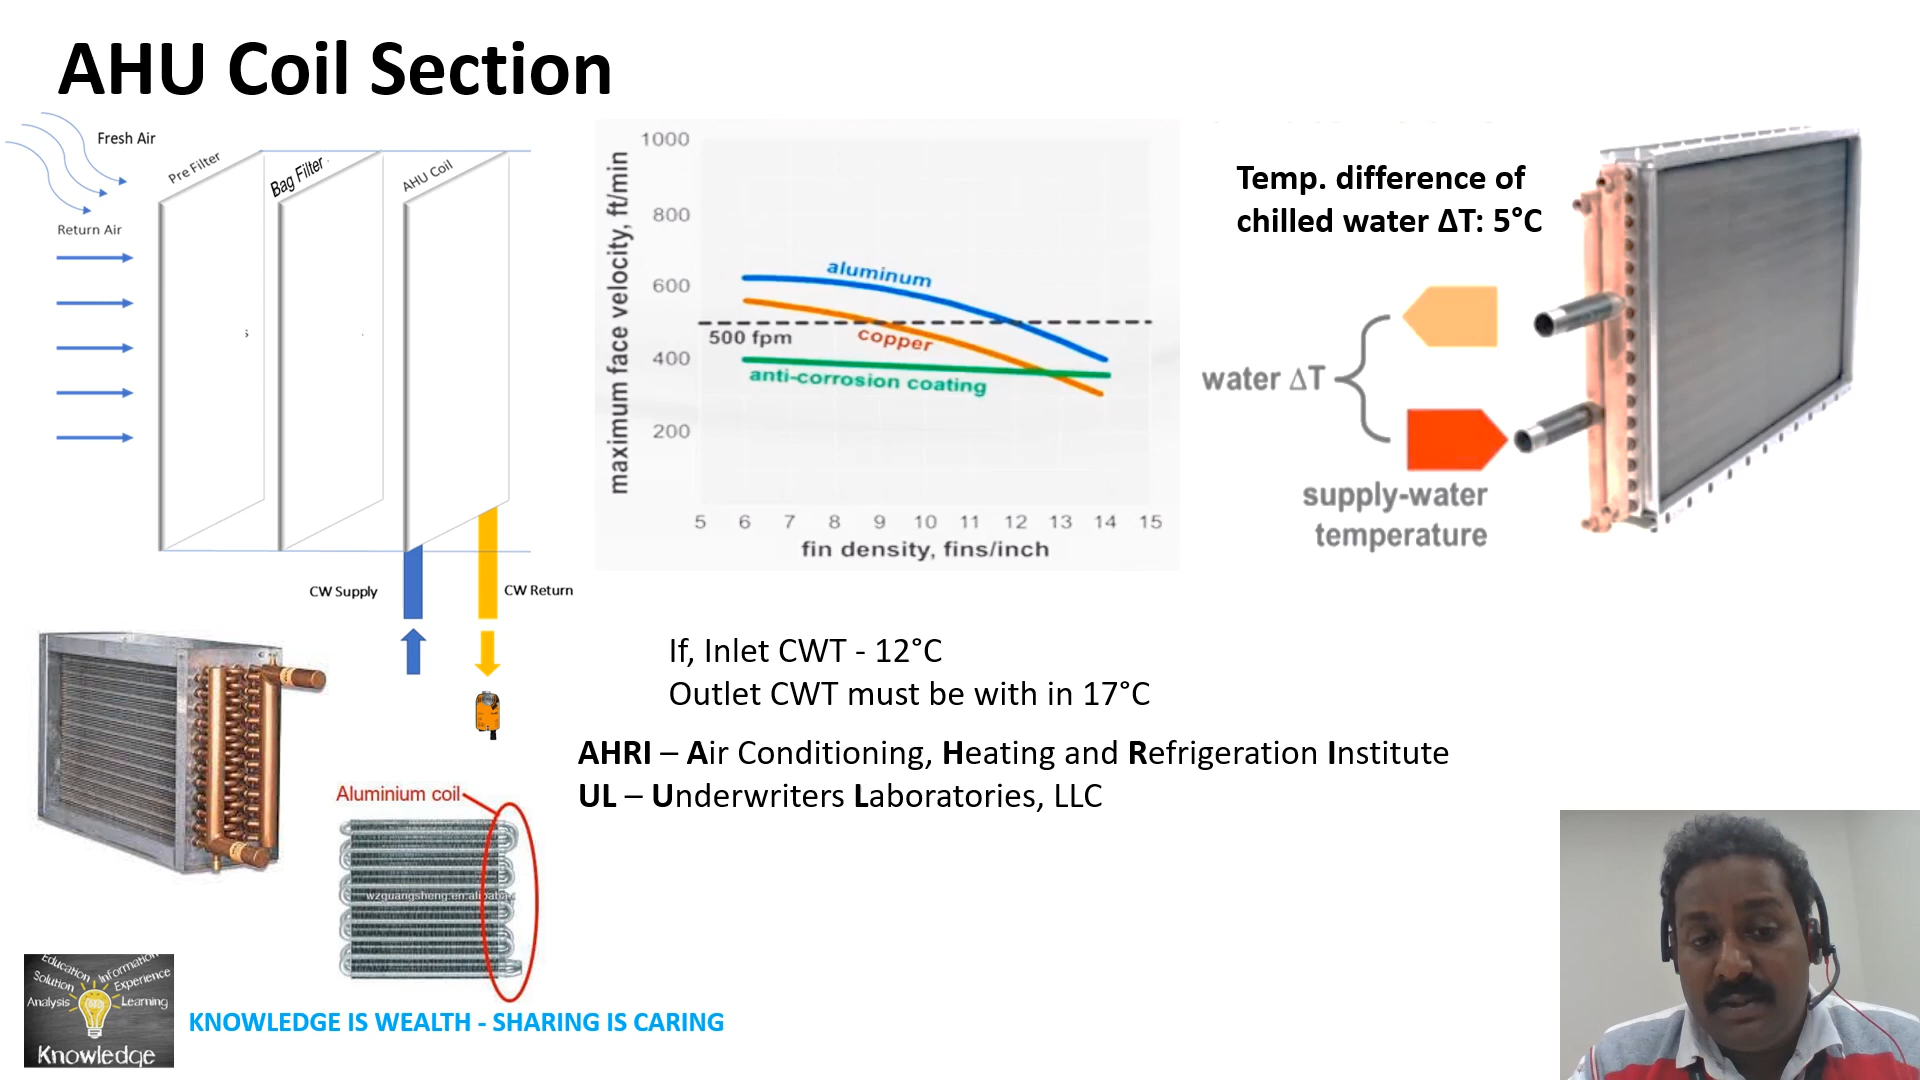 AHU Coil Section
Fresh Air
Pre Filter
Bag Filter
AHU Coil
Return Air
CW Supply
CW Return
maximum face velocity, ft/min
1000
800
600
400
200
aluminum
500 fpm
copper
anti-corrosion coating
5 6 7 8 9 10 11 12 13 14 15
fin density, fins/inch
Temp. difference of
chilled water ΔT: 5°C
water ΔT
supply-water
temperature
If, Inlet CWT - 12°C
Outlet CWT must be with in 17°C
AHRI – Air Conditioning, Heating and Refrigeration Institute
UL – Underwriters Laboratories, LLC
Aluminium coil
Education
Information
Solution
Experience
Analysis
Learning
Knowledge
KNOWLEDGE IS WEALTH - SHARING IS CARING